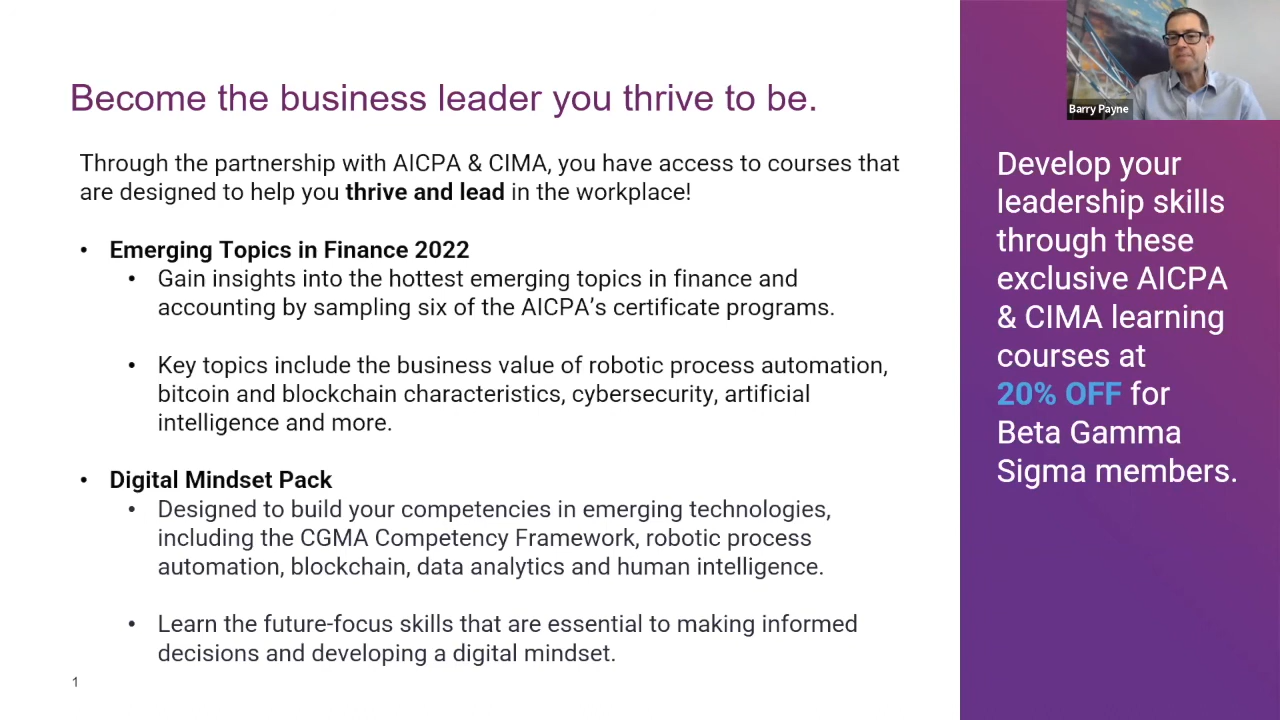 Become the business leader you thrive to be.
Through the partnership with AICPA & CIMA, you have access to courses that
are designed to help you thrive and lead in the workplace!
• Emerging Topics in Finance 2022
• Gain insights into the hottest emerging topics in finance and
accounting by sampling six of the AICPA’s certificate programs.
• Key topics include the business value of robotic process automation,
bitcoin and blockchain characteristics, cybersecurity, artificial
intelligence and more.
• Digital Mindset Pack
• Designed to build your competencies in emerging technologies,
including the CGMA Competency Framework, robotic process
automation, blockchain, data analytics and human intelligence.
• Learn the future-focus skills that are essential to making informed
decisions and developing a digital mindset.
1
Barry Payne
Develop your
leadership skills
through these
exclusive AICPA
& CIMA learning
courses at
20% OFF for
Beta Gamma
Sigma members.